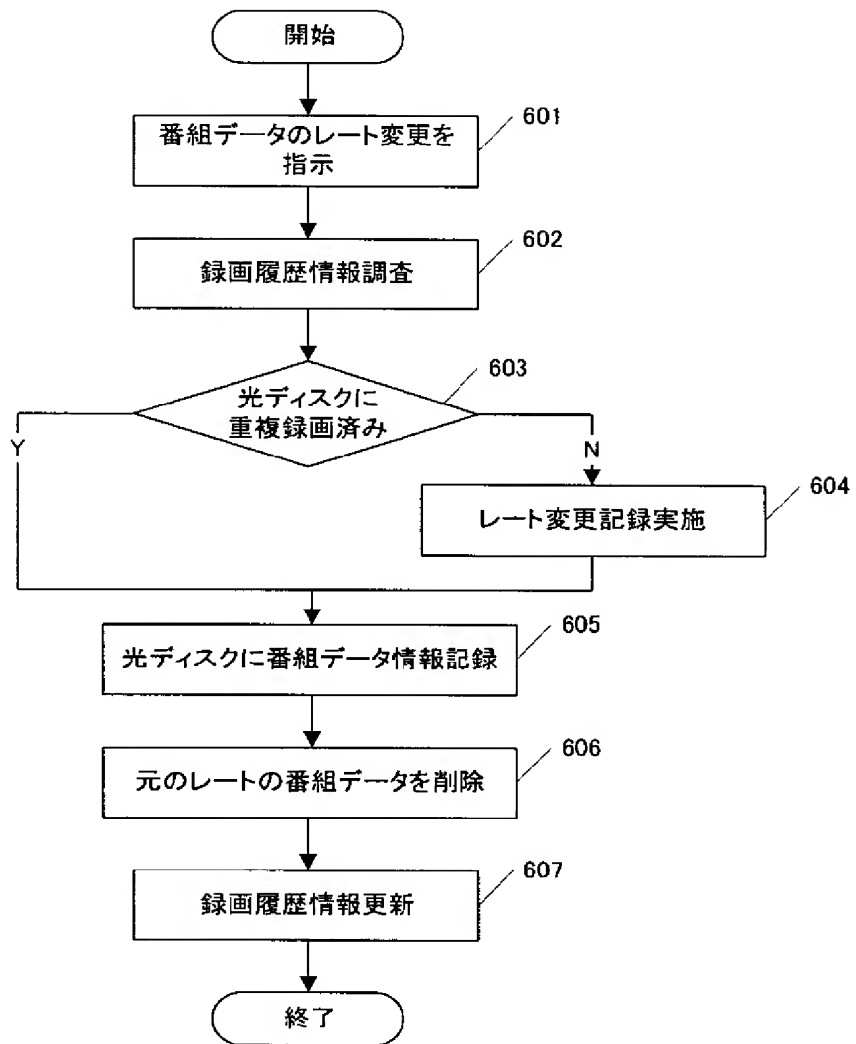 開始
番組データのレート変更を
指示
601
録画履歴情報調査
602
光ディスクに
重複録画済み
603
Y
N
レート変更記録実施
604
光ディスクに番組データ情報記録
605
元のレートの番組データを削除
606
録画履歴情報更新
607
終了